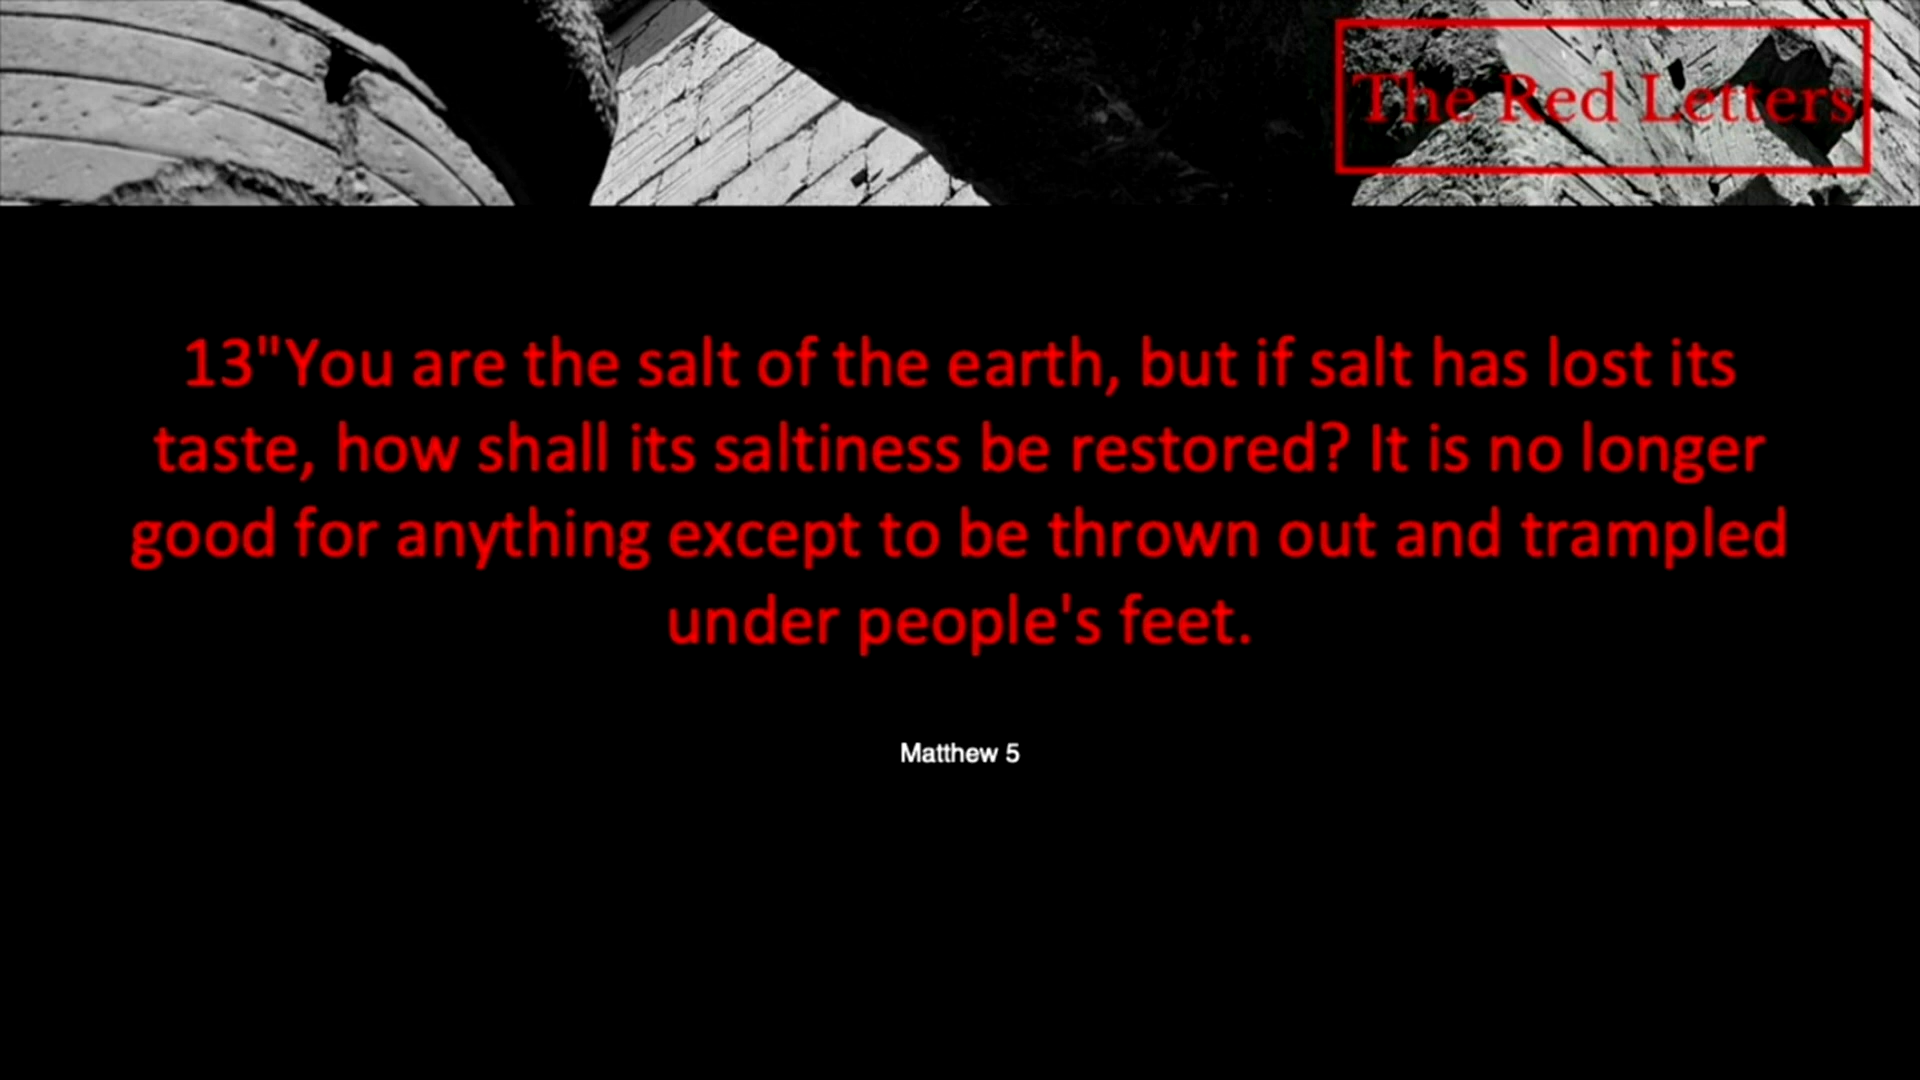 The Red Letters
13"You are the salt of the earth, but if salt has lost its
taste, how shall its saltiness be restored? It is no longer
good for anything except to be thrown out and trampled
under people's feet.
Matthew 5